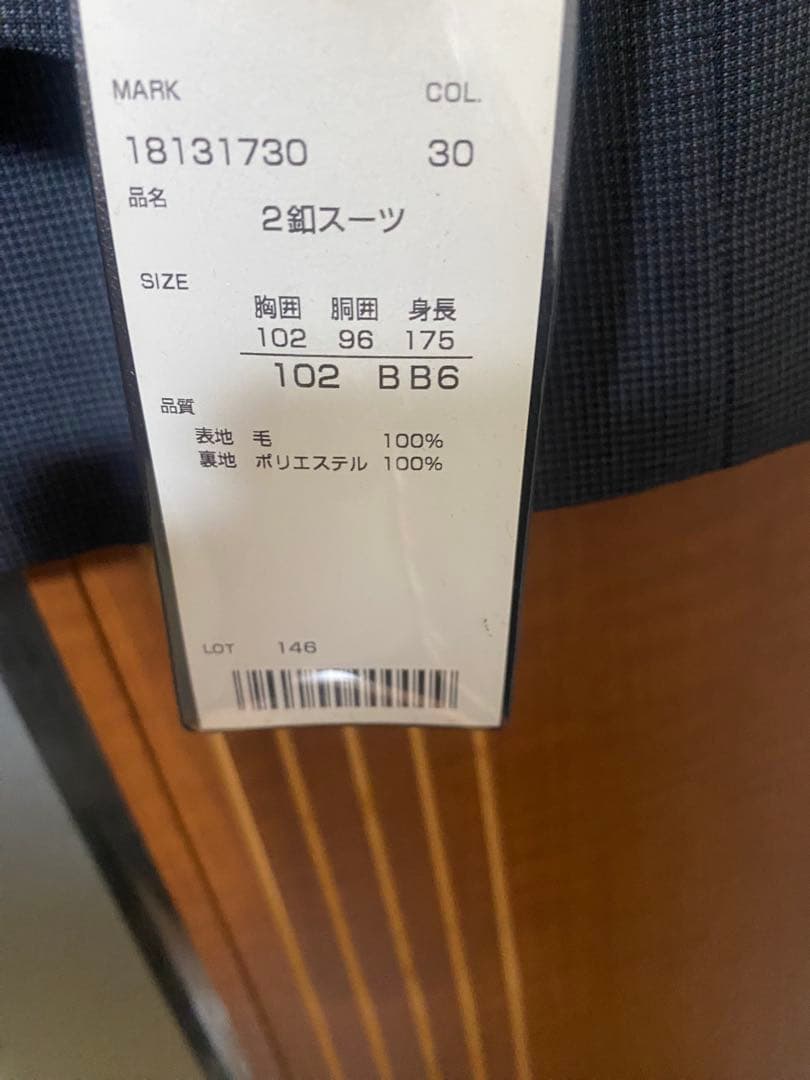 MARK COL.
18131730 30
品名
2釦スーツ
SIZE
胸囲 胴囲 身長
102 96 175
102 BB6
品質
表地 毛 100%
裏地 ポリエステル 100%
LOT 146